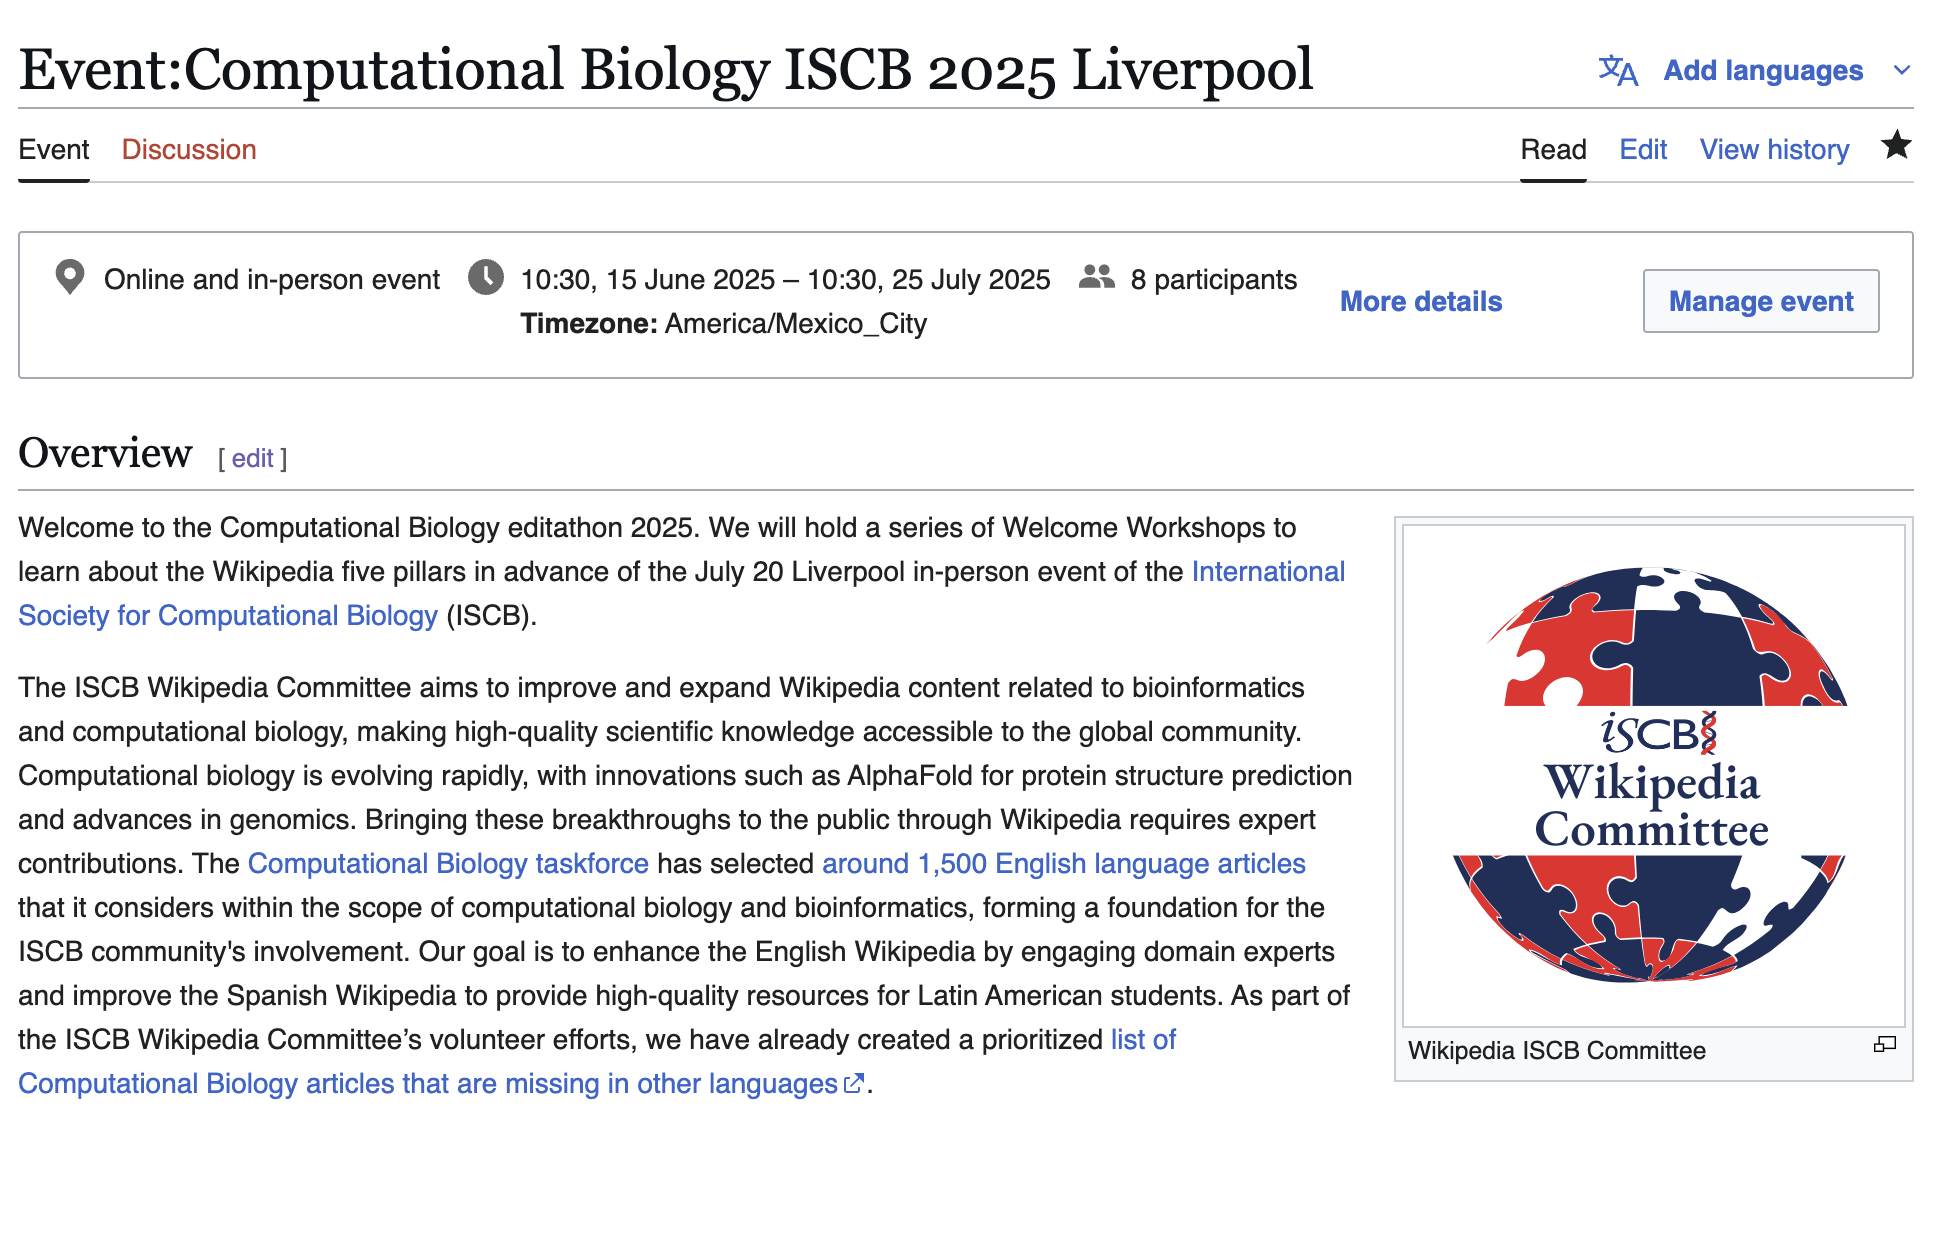 Event:Computational Biology ISCB 2025 Liverpool
Add languages
Event Discussion
Read Edit View history
Online and in-person event
10:30, 15 June 2025 – 10:30, 25 July 2025
Timezone: America/Mexico_City
8 participants
More details
Manage event
Overview [ edit ]
Welcome to the Computational Biology editathon 2025. We will hold a series of Welcome Workshops to
learn about the Wikipedia five pillars in advance of the July 20 Liverpool in-person event of the International
Society for Computational Biology (ISCB).
The ISCB Wikipedia Committee aims to improve and expand Wikipedia content related to bioinformatics
and computational biology, making high-quality scientific knowledge accessible to the global community.
Computational biology is evolving rapidly, with innovations such as AlphaFold for protein structure prediction
and advances in genomics. Bringing these breakthroughs to the public through Wikipedia requires expert
contributions. The Computational Biology taskforce has selected around 1,500 English language articles
that it considers within the scope of computational biology and bioinformatics, forming a foundation for the
ISCB community's involvement. Our goal is to enhance the English Wikipedia by engaging domain experts
and improve the Spanish Wikipedia to provide high-quality resources for Latin American students. As part of
the ISCB Wikipedia Committee’s volunteer efforts, we have already created a prioritized list of
Computational Biology articles that are missing in other languages.
iSCB
Wikipedia
Committee
Wikipedia ISCB Committee